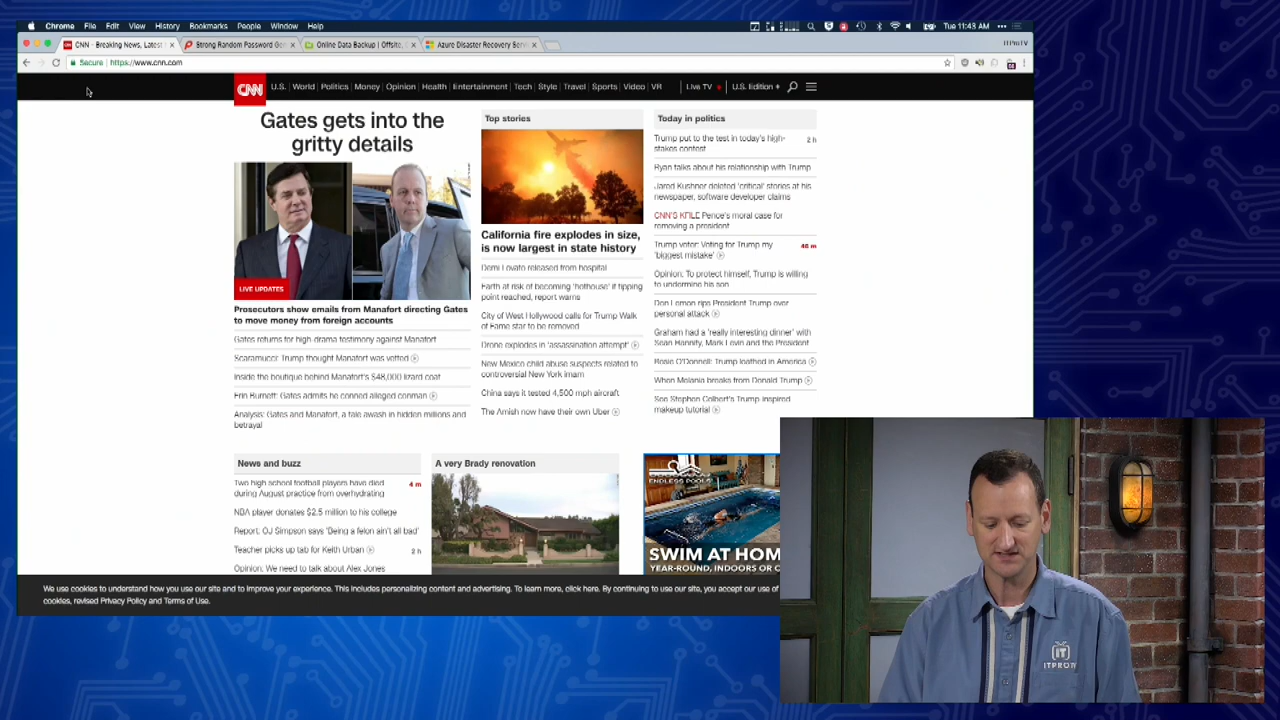 Chrome File Edit View History Bookmarks People Window Help
Tue 11:43 AM
CNN - Breaking News, Latest
Strong Random Password Gen
Online Data Backup | Offsite,
Azure Disaster Recovery Serv
ITProTV
Secure | https://www.cnn.com
CNN
U.S. | World | Politics | Money | Opinion | Health | Entertainment | Tech | Style | Travel | Sports | Video | VR
Live TV
U.S. Edition +
Gates gets into the
gritty details
LIVE UPDATES
Prosecutors show emails from Manafort directing Gates
to move money from foreign accounts
Gates returns for high-drama testimony against Manafort
Scaramucci: Trump thought Manafort was vetted
Inside the boutique behind Manafort's $48,000 lizard coat
Erin Burnett: Gates admits he conned alleged conman
Analysis: Gates and Manafort, a tale awash in hidden millions and
betrayal
Top stories
California fire explodes in size,
is now largest in state history
Demi Lovato released from hospital
Earth at risk of becoming 'hothouse' if tipping
point reached, report warns
City of West Hollywood calls for Trump Walk
of Fame star to be removed
Drone explodes in 'assassination attempt'
New Mexico child abuse suspects related to
controversial New York imam
China says it tested 4,500 mph aircraft
The Amish now have their own Uber
Today in politics
Trump put to the test in today's high-
stakes contest
2 h
Ryan talks about his relationship with Trump
Jared Kushner deleted 'critical' stories at his
newspaper, software developer claims
CNN'S KFILE Pence's moral case for
removing a president
Trump voter: Voting for Trump my
'biggest mistake'
46 m
Opinion: To protect himself, Trump is willing
to undermine his son
Don Lemon rips President Trump over
personal attack
Graham had a 'really interesting dinner' with
Sean Hannity, Mark Levin and the President
Rosie O'Donnell: Trump loathed in America
When Melania breaks from Donald Trump
See Stephen Colbert's Trump inspired
makeup tutorial
News and buzz
Two high school football players have died
during August practice from overhydrating
4 m
NBA player donates $2.5 million to his college
Report: OJ Simpson says 'Being a felon ain't all bad'
Teacher picks up tab for Keith Urban
2 h
Opinion: We need to talk about Alex Jones
A very Brady renovation
ENDLESS POOLS
SWIM AT HOM
YEAR-ROUND, INDOORS OR O
We use cookies to understand how you use our site and to improve your experience. This includes personalizing content and advertising. To learn more, click here. By continuing to use our site, you accept our use of
cookies, revised Privacy Policy and Terms of Use.
IT
ITPROTV